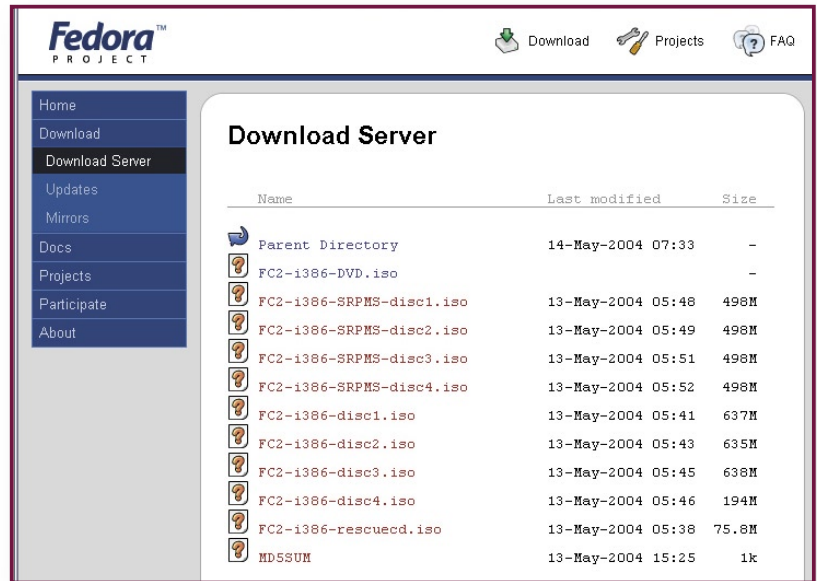 Fedora™
PROJECT
Download
Projects
FAQ
Home
Download
Download Server
Updates
Mirrors
Docs
Projects
Participate
About
Download Server
Name Last modified Size
Parent Directory 14-May-2004 07:33 -
FC2-i386-DVD.iso -
FC2-i386-SRPMS-disc1.iso 13-May-2004 05:48 498M
FC2-i386-SRPMS-disc2.iso 13-May-2004 05:49 498M
FC2-i386-SRPMS-disc3.iso 13-May-2004 05:51 498M
FC2-i386-SRPMS-disc4.iso 13-May-2004 05:52 498M
FC2-i386-disc1.iso 13-May-2004 05:41 637M
FC2-i386-disc2.iso 13-May-2004 05:43 635M
FC2-i386-disc3.iso 13-May-2004 05:45 638M
FC2-i386-disc4.iso 13-May-2004 05:46 194M
FC2-i386-rescuecd.iso 13-May-2004 05:38 75.8M
MD5SUM 13-May-2004 15:25 1k